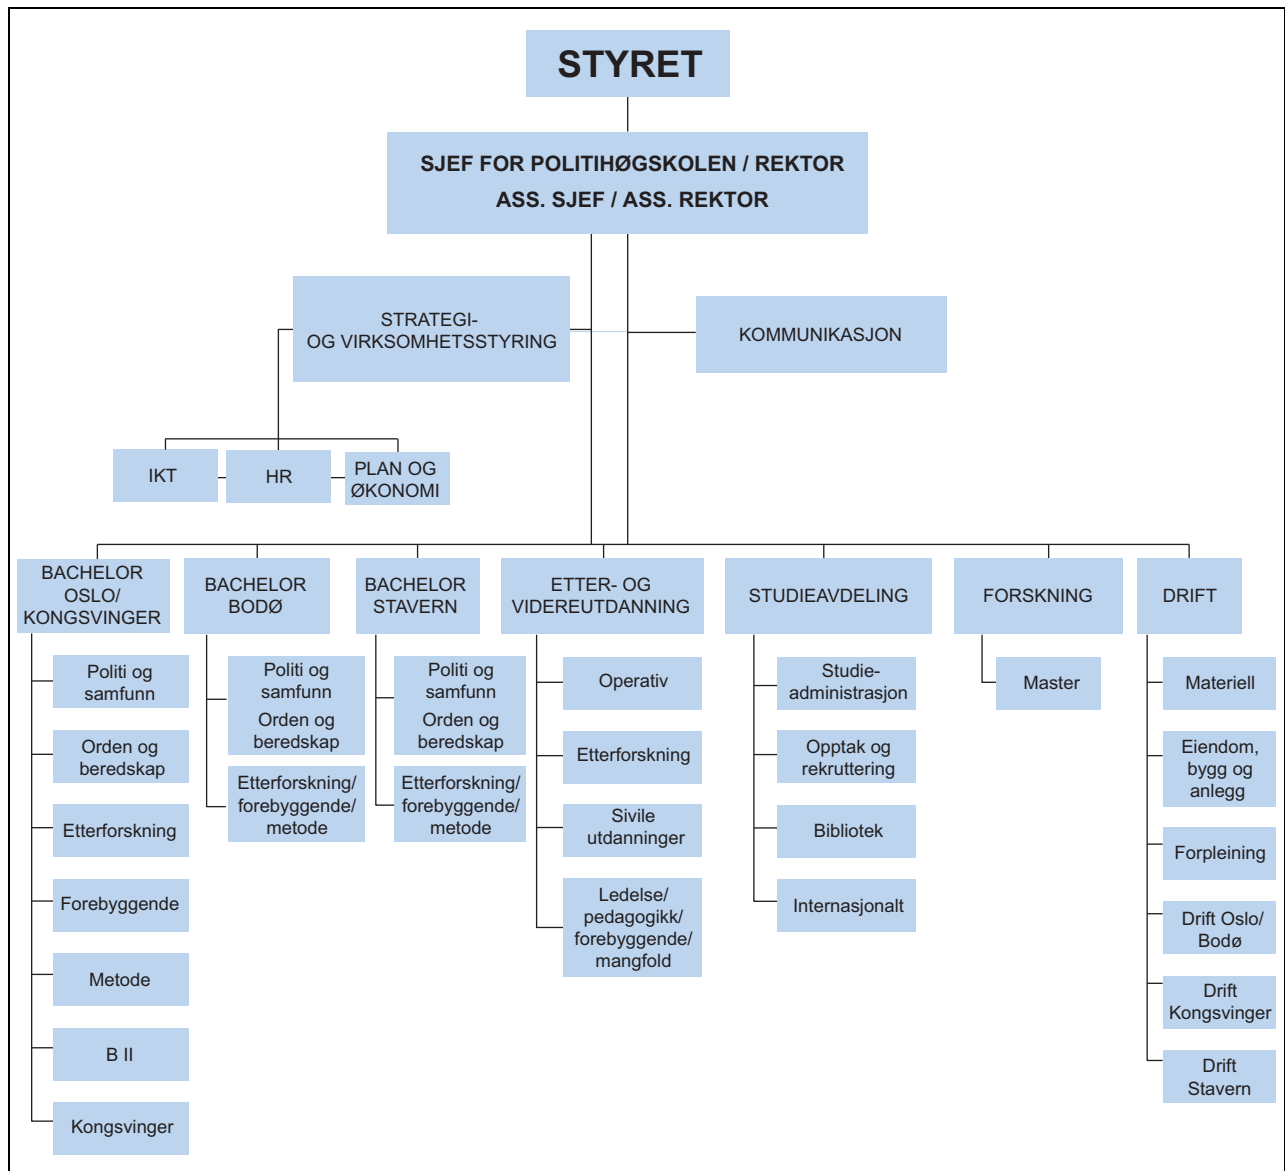 STYRET
SJEF FOR POLITIHØGSKOLEN / REKTOR
ASS. SJEF / ASS. REKTOR
STRATEGI-
OG VIRKSOMHETSSTYRING
KOMMUNIKASJON
IKT
HR
PLAN OG
ØKONOMI
BACHELOR
OSLO/
KONGSVINGER
BACHELOR
BODØ
BACHELOR
STAVERN
ETTER- OG
VIDEREUTDANNING
STUDIEAVDELING
FORSKNING
DRIFT
Politi og
samfunn
Orden og
beredskap
Etterforskning
Forebyggende
Metode
B II
Kongsvinger
Politi og
samfunn
Orden og
beredskap
Etterforskning/
forebyggende/
metode
Politi og
samfunn
Orden og
beredskap
Etterforskning/
forebyggende/
metode
Operativ
Etterforskning
Sivile
utdanninger
Ledelse/
pedagogikk/
forebyggende/
mangfold
Studie-
administrasjon
Opptak og
rekruttering
Bibliotek
Internasjonalt
Master
Materiell
Eiendom,
bygg og
anlegg
Forpleining
Drift Oslo/
Bodø
Drift
Kongsvinger
Drift
Stavern